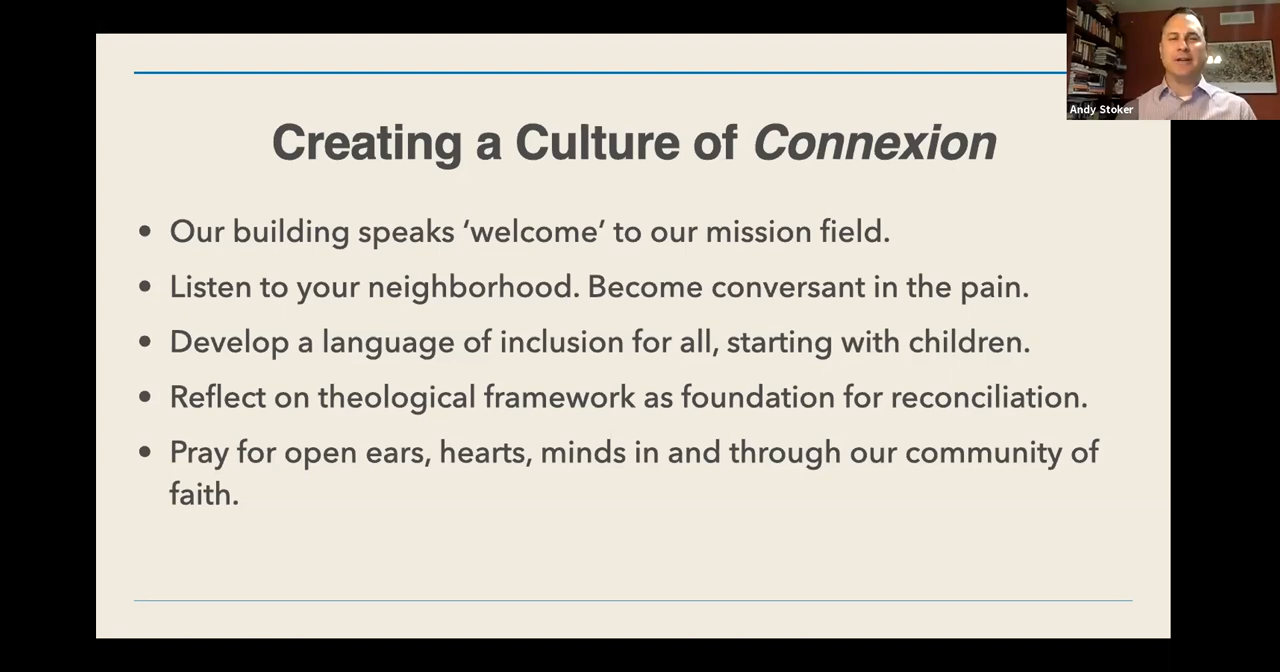 Andy Stoker
Creating a Culture of Connexion
• Our building speaks ‘welcome’ to our mission field.
• Listen to your neighborhood. Become conversant in the pain.
• Develop a language of inclusion for all, starting with children.
• Reflect on theological framework as foundation for reconciliation.
• Pray for open ears, hearts, minds in and through our community of
faith.